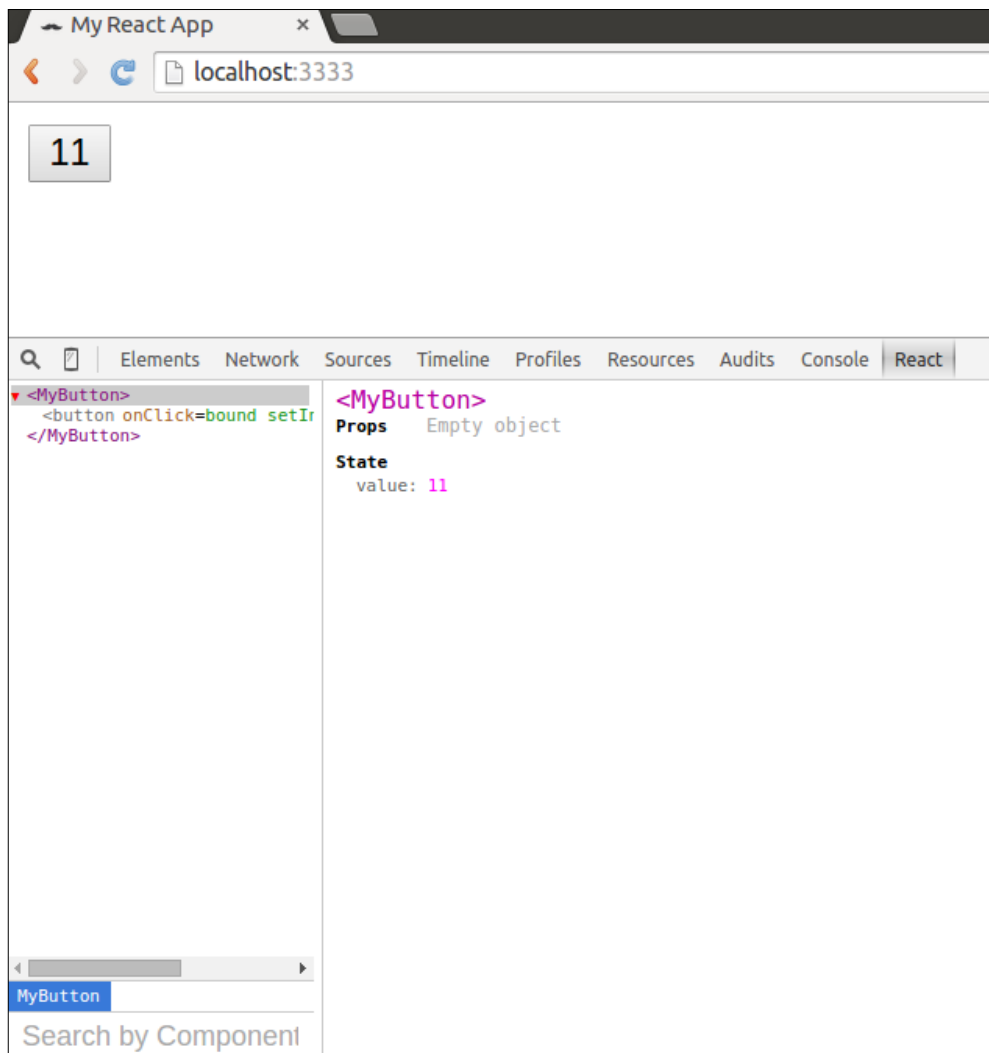 My React App ×
localhost:3333
11
Elements Network Sources Timeline Profiles Resources Audits Console React
▼ <MyButton>
<button onClick=bound setIn
</MyButton>
<MyButton>
Props Empty object
State
value: 11
MyButton
Search by Component